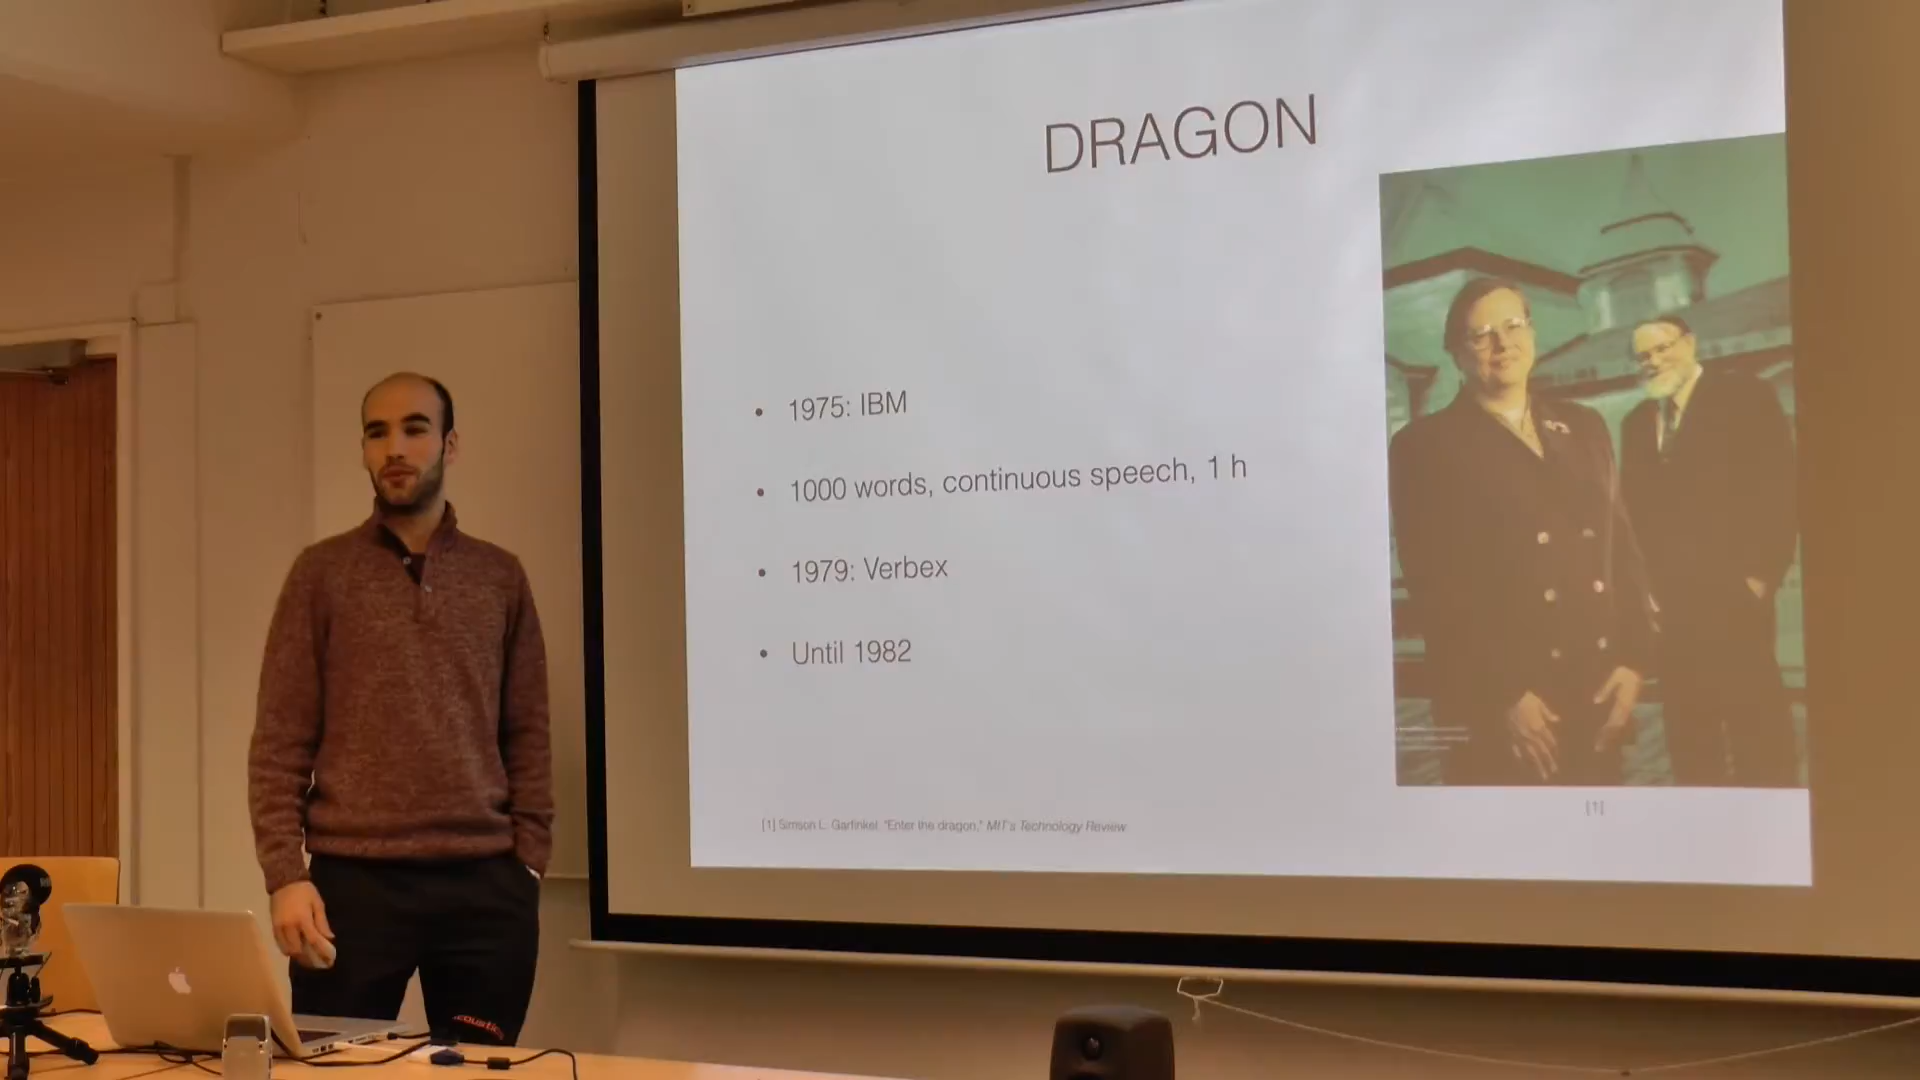 DRAGON
• 1975: IBM
• 1000 words, continuous speech, 1 h
• 1979: Verbex
• Until 1982
[1]
[1] Simson L. Garfinkel. "Enter the dragon." MIT's Technology Review
acoustics